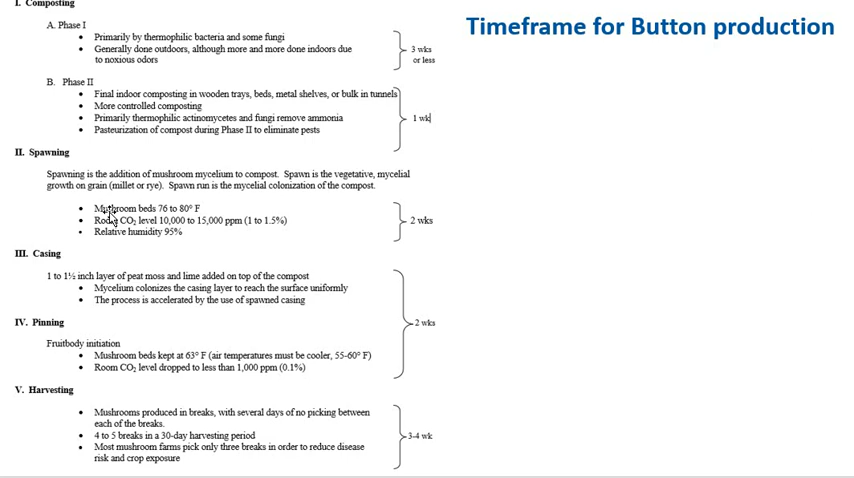 I. Composting
Timeframe for Button production
A. Phase I
• Primarily by thermophilic bacteria and some fungi
• Generally done outdoors, although more and more done indoors due
to noxious odors
3 wks
or less
B. Phase II
• Final indoor composting in wooden trays, beds, metal shelves, or bulk in tunnels
• More controlled composting
• Primarily thermophilic actinomycetes and fungi remove ammonia
• Pasteurization of compost during Phase II to eliminate pests
1 wk
II. Spawning
Spawning is the addition of mushroom mycelium to compost. Spawn is the vegetative, mycelial
growth on grain (millet or rye). Spawn run is the mycelial colonization of the compost.
• Mushroom beds 76 to 80° F
• Room CO₂ level 10,000 to 15,000 ppm (1 to 1.5%)
• Relative humidity 95%
2 wks
III. Casing
1 to 1½ inch layer of peat moss and lime added on top of the compost
• Mycelium colonizes the casing layer to reach the surface uniformly
• The process is accelerated by the use of spawned casing
IV. Pinning
2 wks
Fruitbody initiation
• Mushroom beds kept at 63° F (air temperatures must be cooler, 55-60° F)
• Room CO₂ level dropped to less than 1,000 ppm (0.1%)
V. Harvesting
• Mushrooms produced in breaks, with several days of no picking between
each of the breaks.
• 4 to 5 breaks in a 30-day harvesting period
• Most mushroom farms pick only three breaks in order to reduce disease
risk and crop exposure
3-4 wk